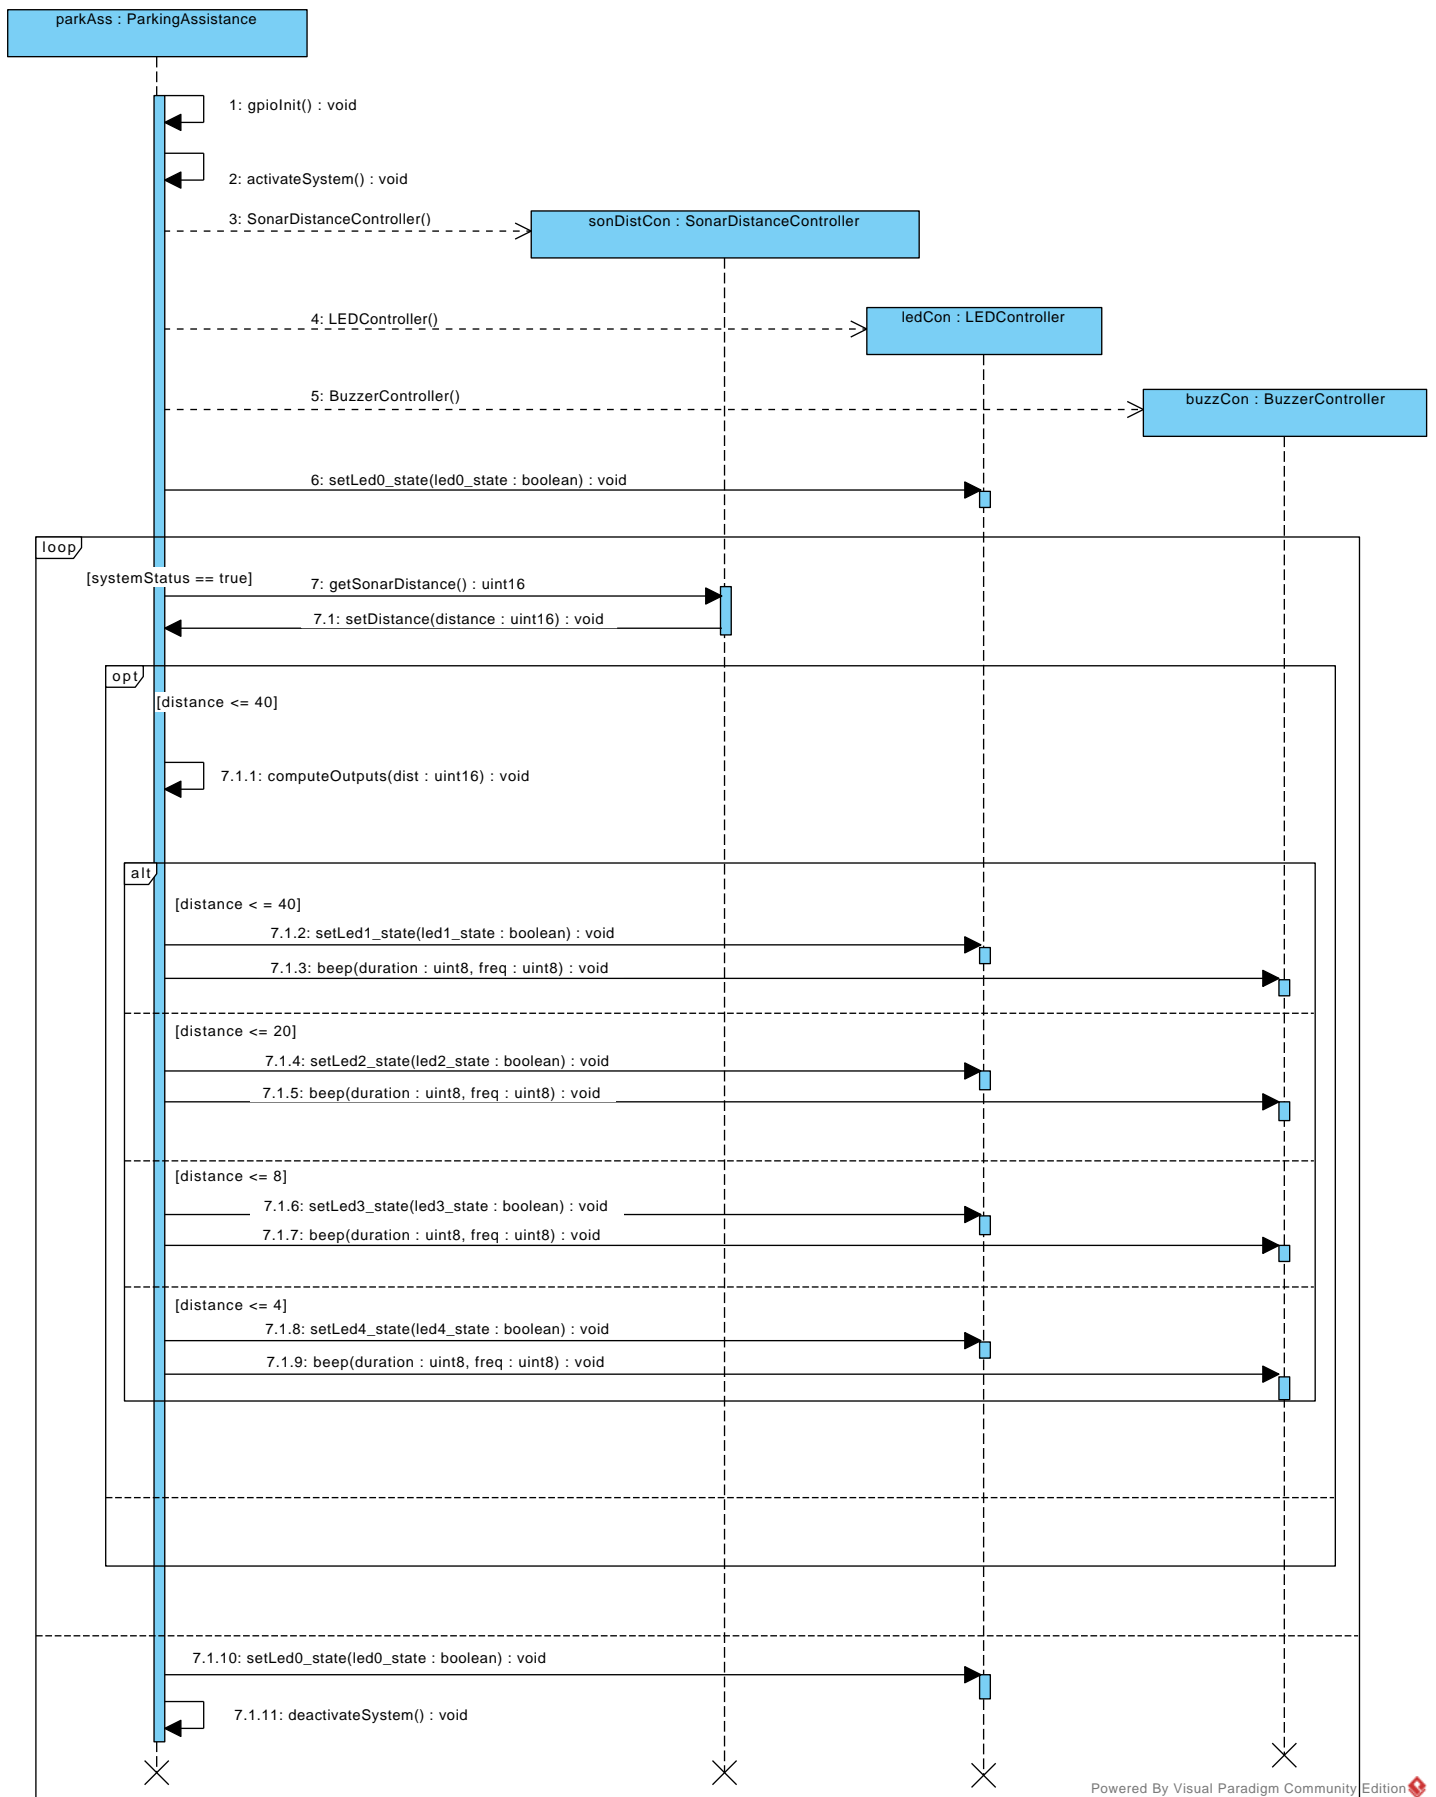 parkAss : ParkingAssistance
1: gpioInit() : void
2: activateSystem() : void
3: SonarDistanceController()
sonDistCon : SonarDistanceController
4: LEDController()
ledCon : LEDController
5: BuzzerController()
buzzCon : BuzzerController
6: setLed0_state(led0_state : boolean) : void
loop
[systemStatus == true]
7: getSonarDistance() : uint16
7.1: setDistance(distance : uint16) : void
opt
[distance <= 40]
7.1.1: computeOutputs(dist : uint16) : void
alt
[distance < = 40]
7.1.2: setLed1_state(led1_state : boolean) : void
7.1.3: beep(duration : uint8, freq : uint8) : void
[distance <= 20]
7.1.4: setLed2_state(led2_state : boolean) : void
7.1.5: beep(duration : uint8, freq : uint8) : void
[distance <= 8]
7.1.6: setLed3_state(led3_state : boolean) : void
7.1.7: beep(duration : uint8, freq : uint8) : void
[distance <= 4]
7.1.8: setLed4_state(led4_state : boolean) : void
7.1.9: beep(duration : uint8, freq : uint8) : void
7.1.10: setLed0_state(led0_state : boolean) : void
7.1.11: deactivateSystem() : void
Powered By Visual Paradigm Community Edition